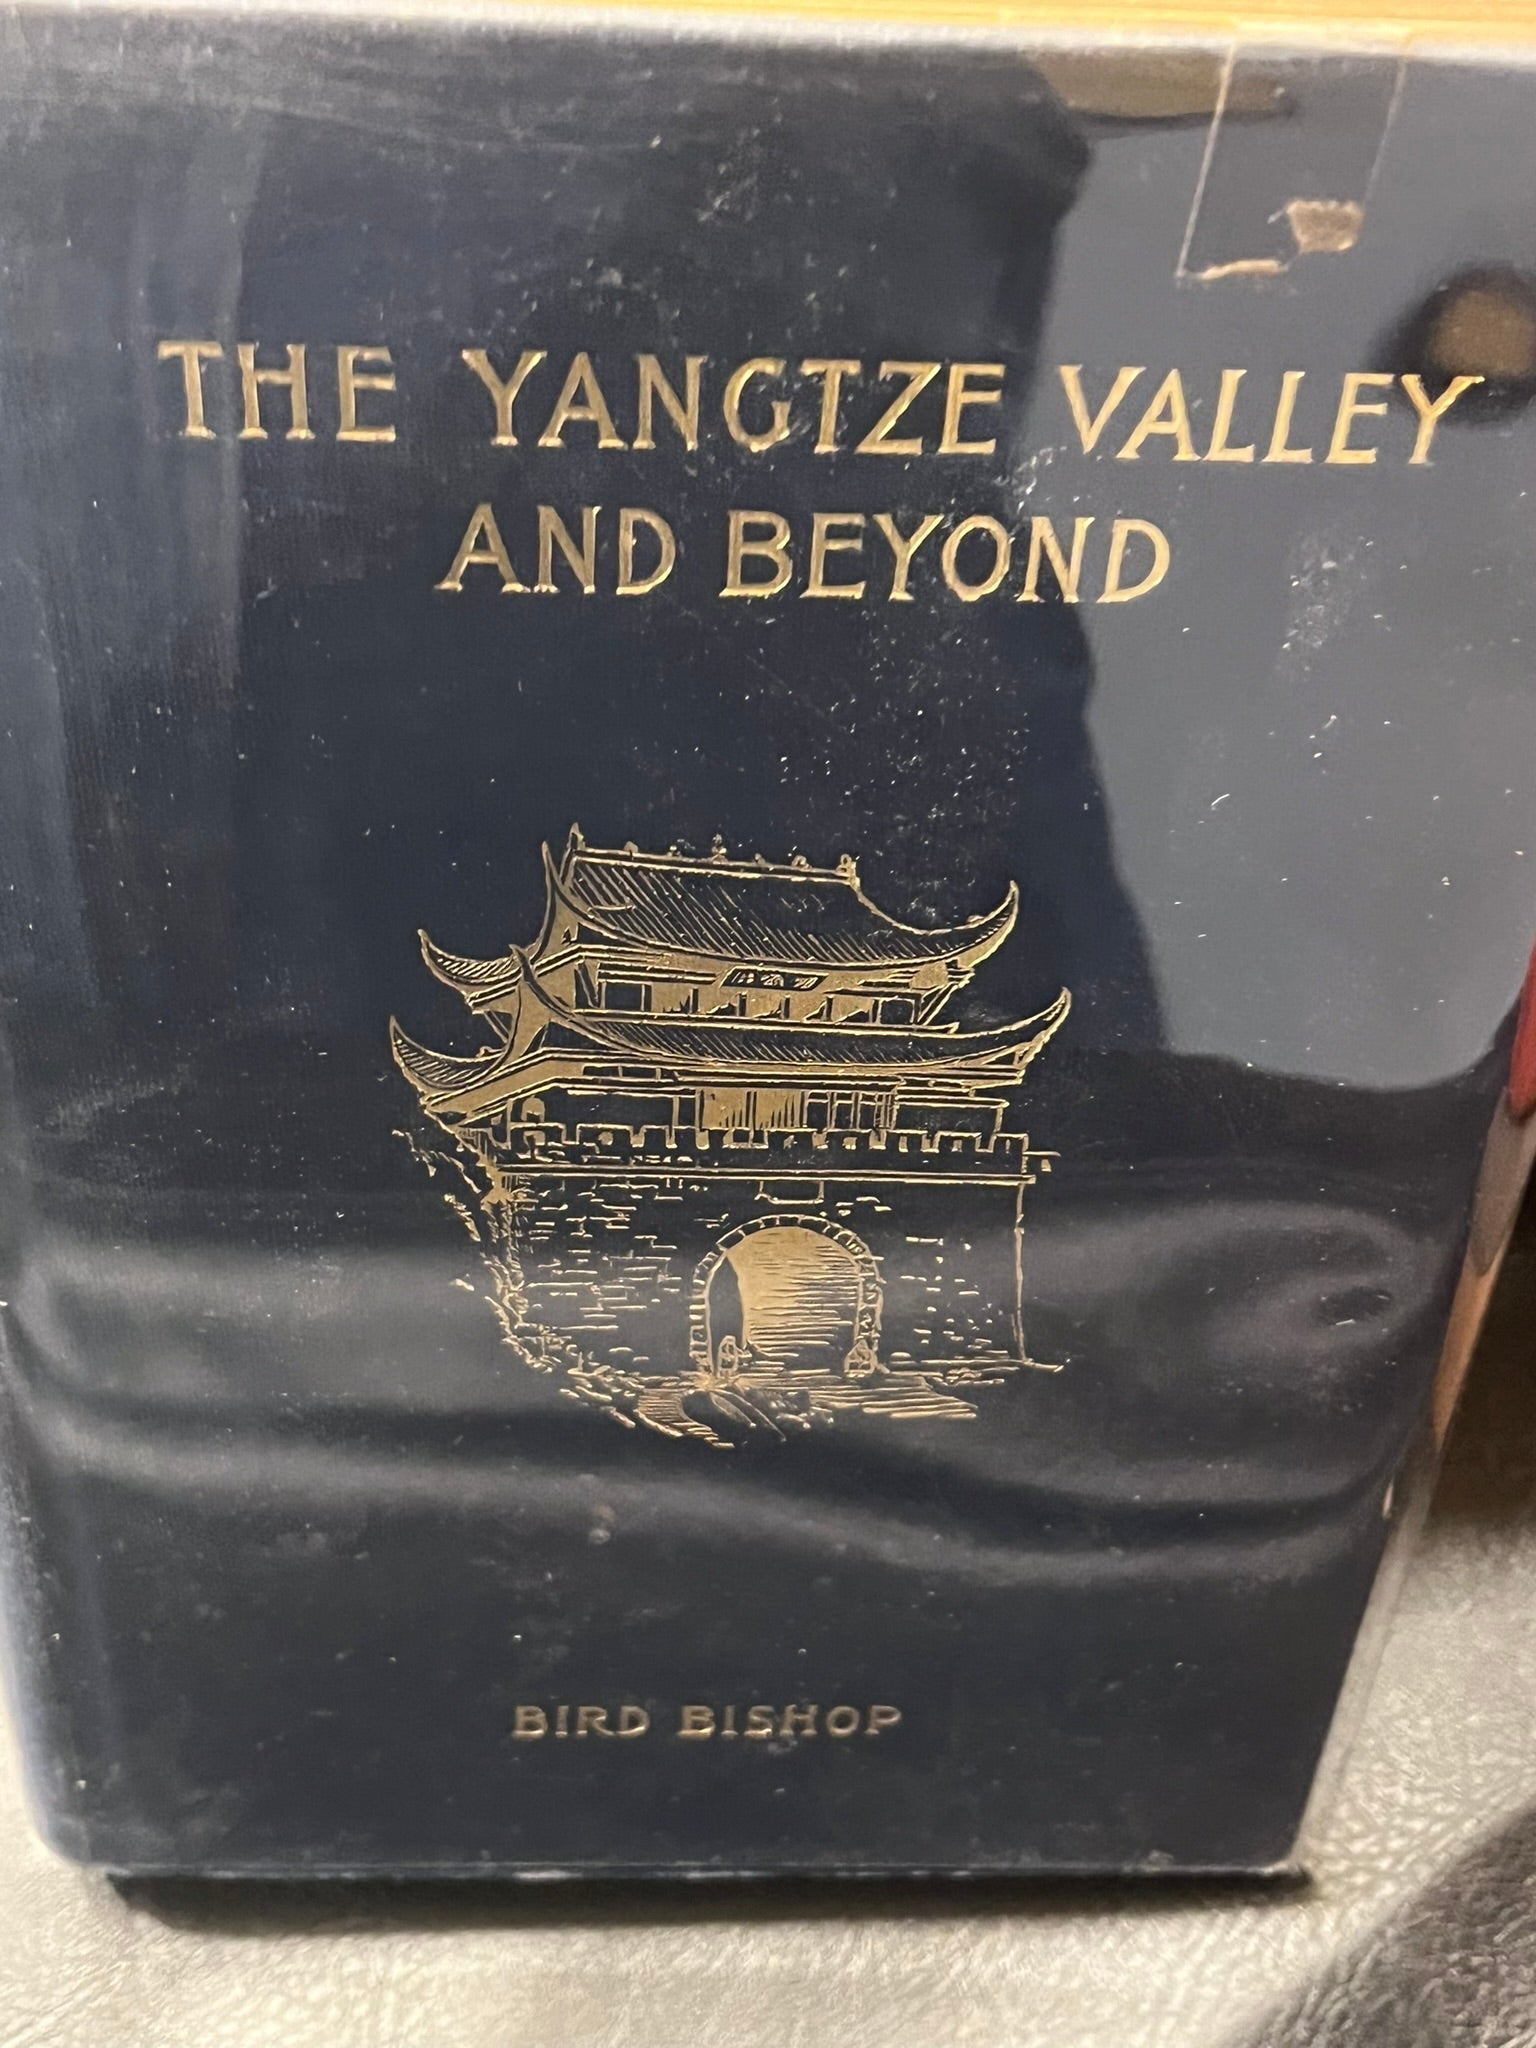 THE YANGTZE VALLEY
AND BEYOND
BIRD BISHOP